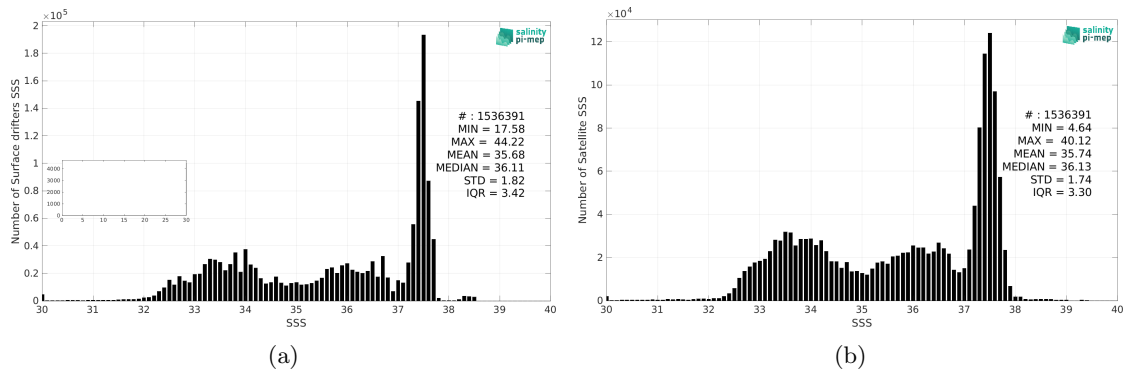 ×10⁵
2
1.8
1.6
1.4
1.2
1
0.8
0.6
0.4
0.2
0
Number of Surface drifters SSS
salinity
pi-mep
# : 1536391
MIN = 17.58
MAX = 44.22
MEAN = 35.68
MEDIAN = 36.11
STD = 1.82
IQR = 3.42
4000
3000
2000
1000
0
0 5 10 15 20 25 30
30 31 32 33 34 35 36 37 38 39 40
SSS
(a)
×10⁴
12
10
8
6
4
2
0
Number of Satellite SSS
salinity
pi-mep
# : 1536391
MIN = 4.64
MAX = 40.12
MEAN = 35.74
MEDIAN = 36.13
STD = 1.74
IQR = 3.30
30 31 32 33 34 35 36 37 38 39 40
SSS
(b)